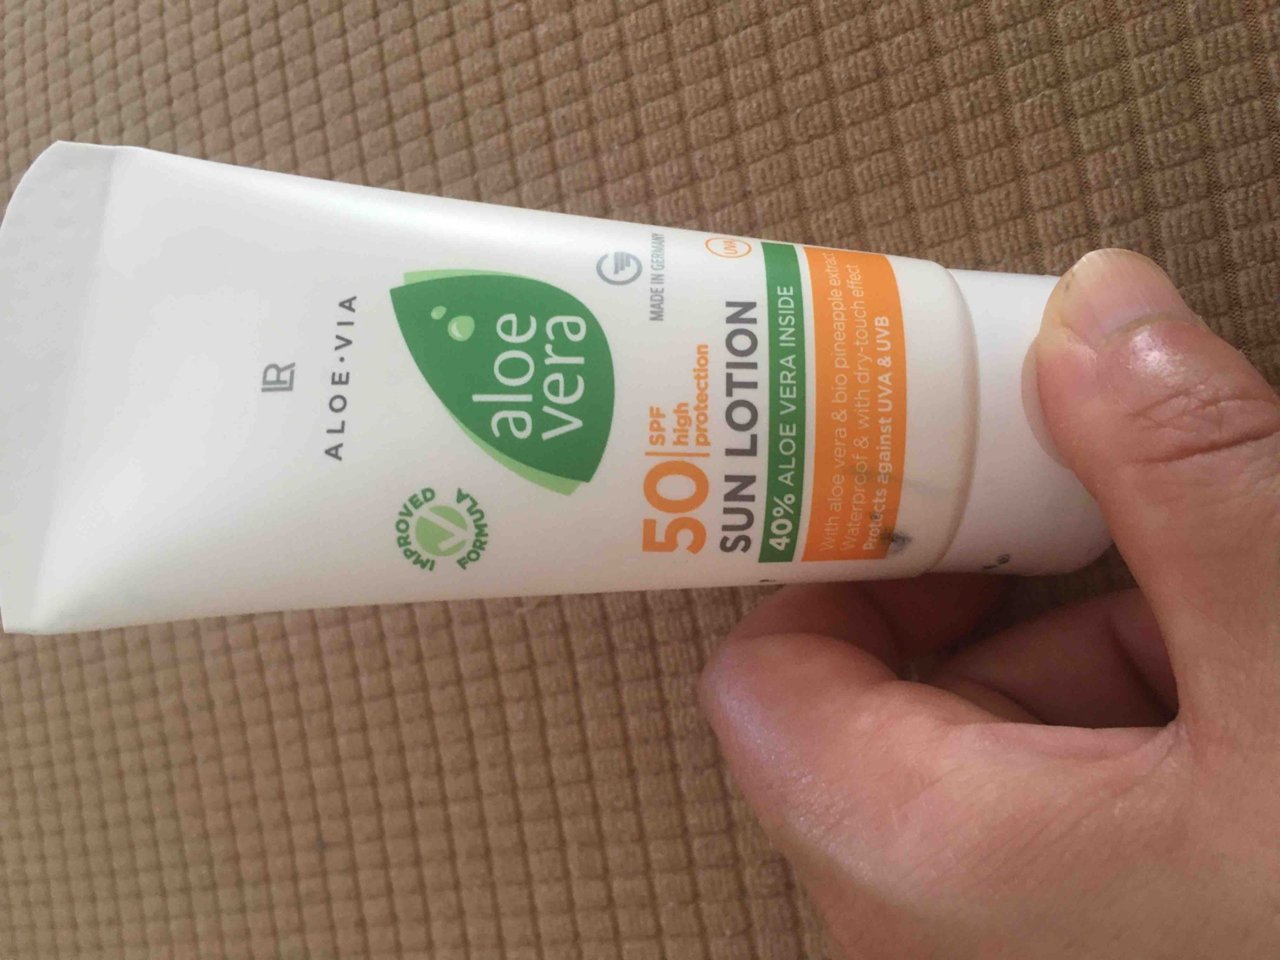 LR
ALOE·VIA
IMPROVED
FORMULA
aloe
vera
MADE IN GERMANY
50
SPF
high
protection
UVA
SUN LOTION
40% ALOE VERA INSIDE
With aloe vera & bio pineapple extract
Waterproof & with dry-touch effect
Protects against UVA & UVB